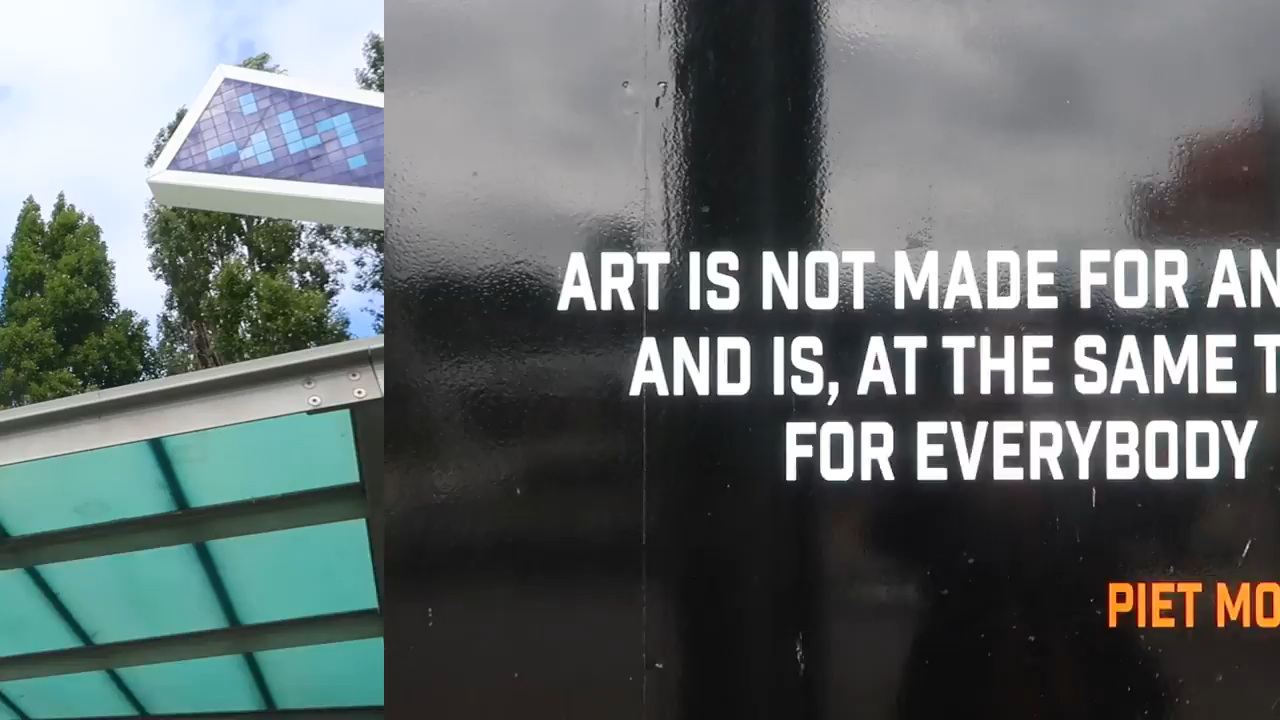 ART IS NOT MADE FOR AN
AND IS, AT THE SAME T
FOR EVERYBODY
PIET MO